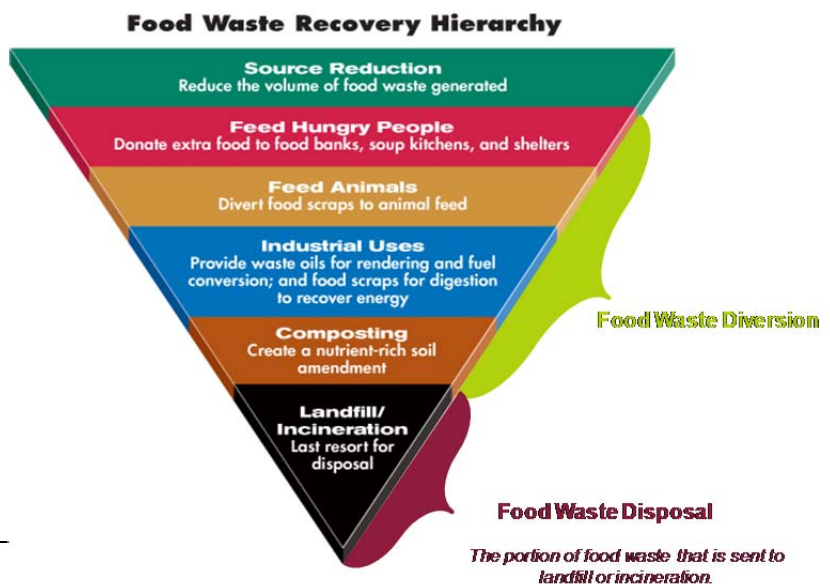 Food Waste Recovery Hierarchy
Source Reduction
Reduce the volume of food waste generated
Feed Hungry People
Donate extra food to food banks, soup kitchens, and shelters
Feed Animals
Divert food scraps to animal feed
Industrial Uses
Provide waste oils for rendering and fuel
conversion; and food scraps for digestion
to recover energy
Composting
Create a nutrient-rich soil
amendment
Landfill/
Incineration
Last resort for
disposal
Food Waste Diversion
Food Waste Disposal
The portion of food waste that is sent to
landfill or incineration.